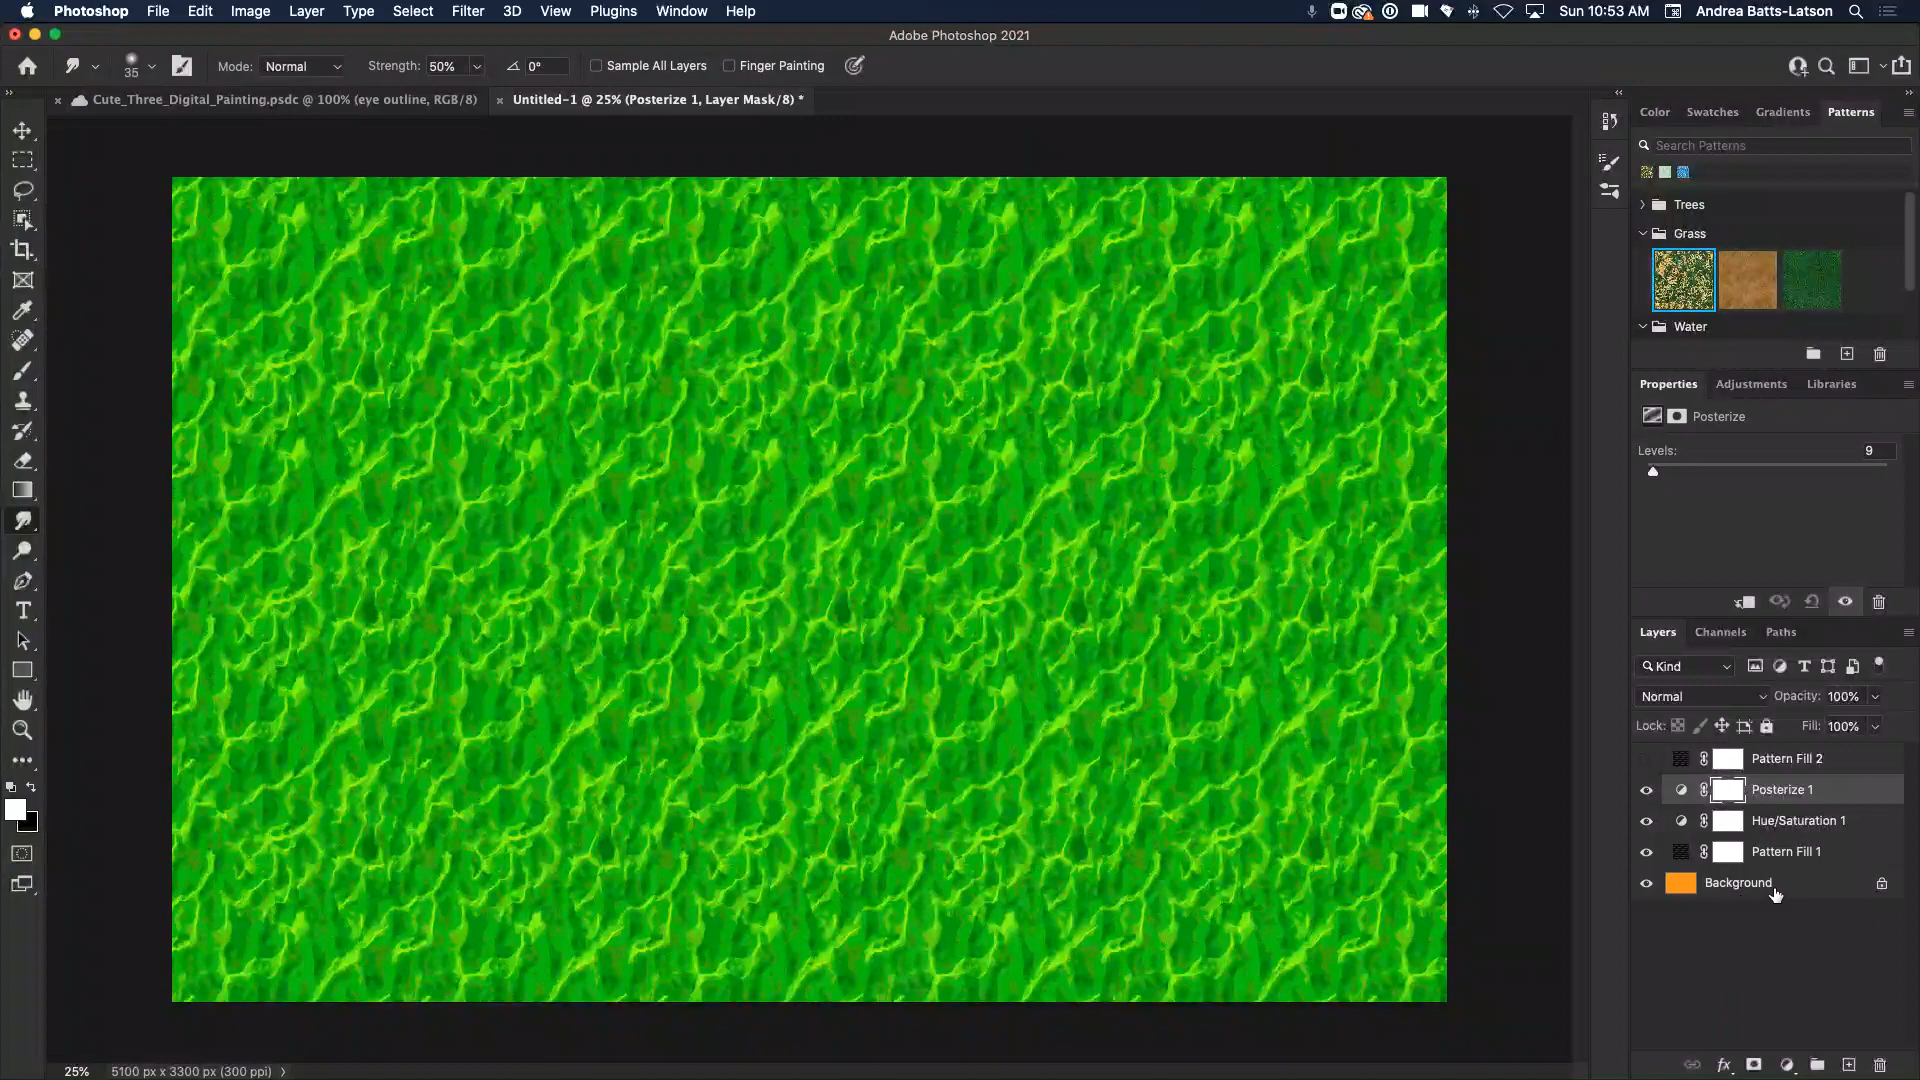 Photoshop File Edit Image Layer Type Select Filter 3D View Plugins Window Help Sun 10:53 AM Andrea Batts-Latson
Adobe Photoshop 2021
35 Mode: Normal Strength: 50% 0° Sample All Layers Finger Painting
Cute_Three_Digital_Painting.psdc @ 100% (eye outline, RGB/8) Untitled-1 @ 25% (Posterize 1, Layer Mask/8) *
Color Swatches Gradients Patterns
Search Patterns
Trees
Grass
Water
Properties Adjustments Libraries
Posterize
Levels: 9
Layers Channels Paths
Kind
Normal Opacity: 100%
Lock: Fill: 100%
Pattern Fill 2
Posterize 1
Hue/Saturation 1
Pattern Fill 1
Background
25% 5100 px x 3300 px (300 ppi)